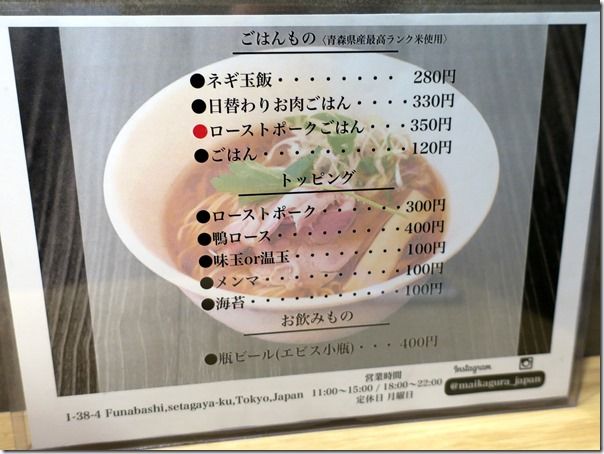 ごはんもの〈青森県産最高ランク米使用〉
●ネギ玉飯・・・・・・・・280円
●日替わりお肉ごはん・・・・330円
●ローストポークごはん・・・350円
●ごはん・・・・・・・・・・120円
トッピング
●ローストポーク・・・・・・300円
●鴨ロース・・・・・・・・・400円
●味玉or温玉・・・・・・・・100円
●メンマ・・・・・・・・・・100円
●海苔・・・・・・・・・・・100円
お飲みもの
●瓶ビール(エビス小瓶)・・・400円
1-38-4 Funabashi,setagaya-ku,Tokyo,Japan
営業時間
11:00〜15:00 / 18:00〜22:00
定休日 月曜日
Instagram
@maikagura_japan